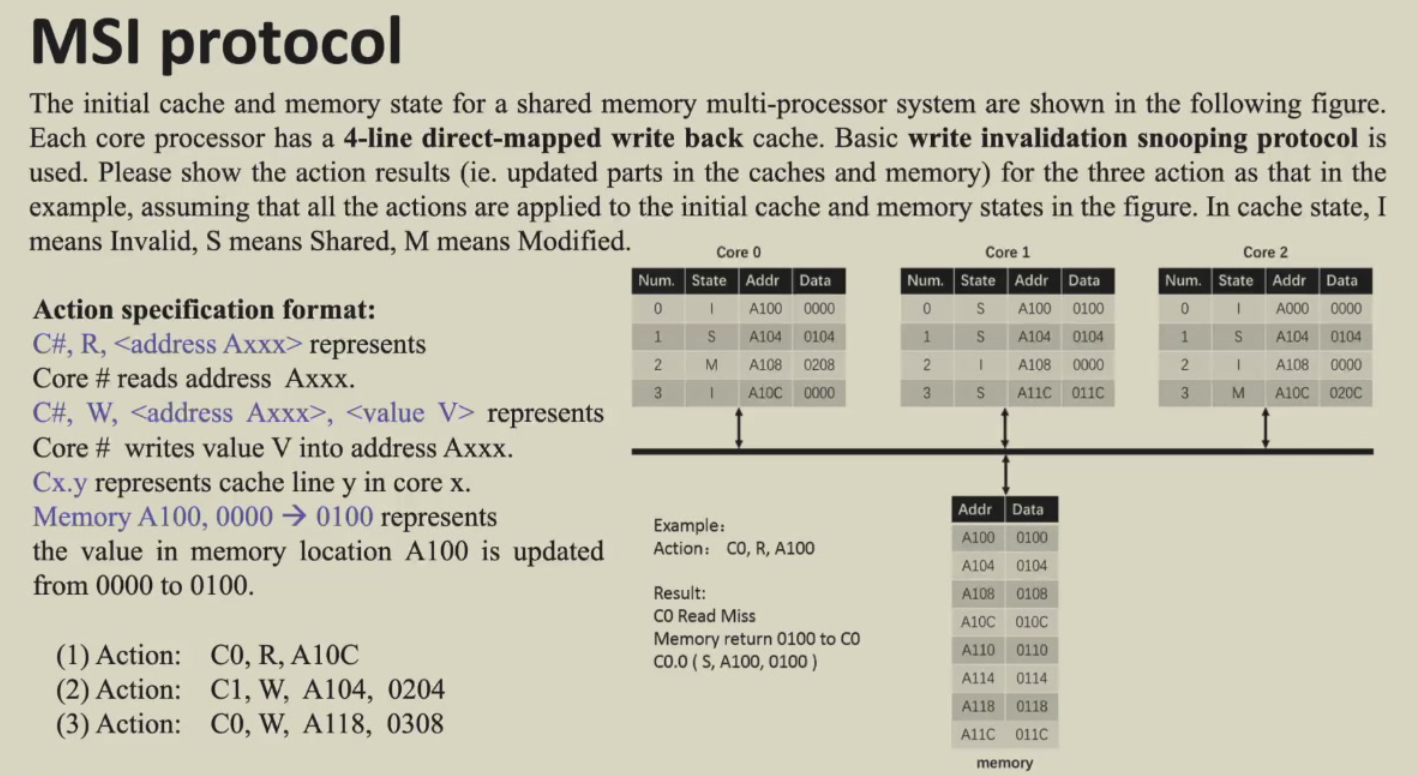 MSI protocol
The initial cache and memory state for a shared memory multi-processor system are shown in the following figure.
Each core processor has a 4-line direct-mapped write back cache. Basic write invalidation snooping protocol is
used. Please show the action results (ie. updated parts in the caches and memory) for the three action as that in the
example, assuming that all the actions are applied to the initial cache and memory states in the figure. In cache state, I
means Invalid, S means Shared, M means Modified.
Action specification format:
C#, R, <address Axxx> represents
Core # reads address Axxx.
C#, W, <address Axxx>, <value V> represents
Core # writes value V into address Axxx.
Cx.y represents cache line y in core x.
Memory A100, 0000 → 0100 represents
the value in memory location A100 is updated
from 0000 to 0100.
(1) Action: C0, R, A10C
(2) Action: C1, W, A104, 0204
(3) Action: C0, W, A118, 0308
Core 0
Num. State Addr Data
0 I A100 0000
1 S A104 0104
2 M A108 0208
3 I A10C 0000
Core 1
Num. State Addr Data
0 S A100 0100
1 S A104 0104
2 I A108 0000
3 S A11C 011C
Core 2
Num. State Addr Data
0 I A000 0000
1 S A104 0104
2 I A108 0000
3 M A10C 020C
Example:
Action: C0, R, A100
Result:
C0 Read Miss
Memory return 0100 to C0
C0.0 ( S, A100, 0100 )
Addr Data
A100 0100
A104 0104
A108 0108
A10C 010C
A110 0110
A114 0114
A118 0118
A11C 011C
memory